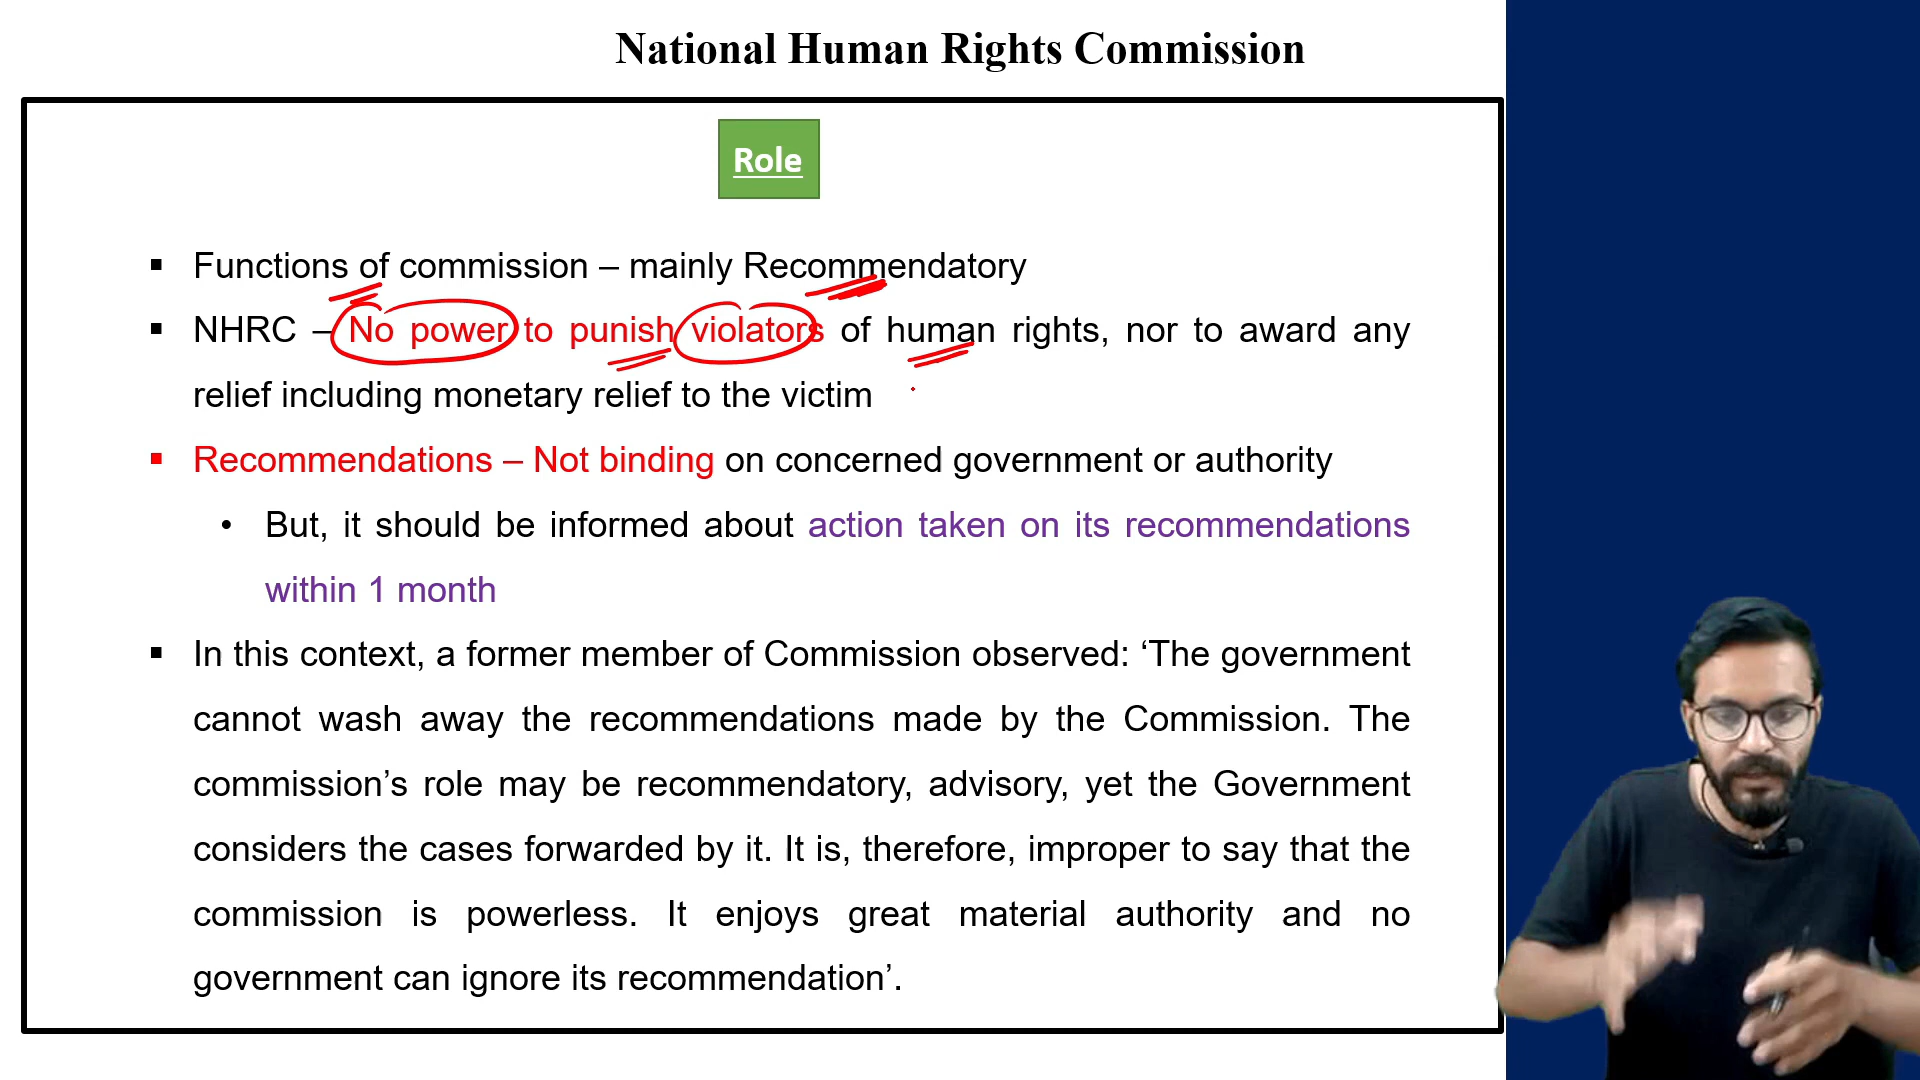 National Human Rights Commission
Role
▪ Functions of commission – mainly Recommendatory
▪ NHRC – No power to punish violators of human rights, nor to award any
relief including monetary relief to the victim
▪ Recommendations – Not binding on concerned government or authority
• But, it should be informed about action taken on its recommendations
within 1 month
▪ In this context, a former member of Commission observed: ‘The government
cannot wash away the recommendations made by the Commission. The
commission’s role may be recommendatory, advisory, yet the Government
considers the cases forwarded by it. It is, therefore, improper to say that the
commission is powerless. It enjoys great material authority and no
government can ignore its recommendation’.